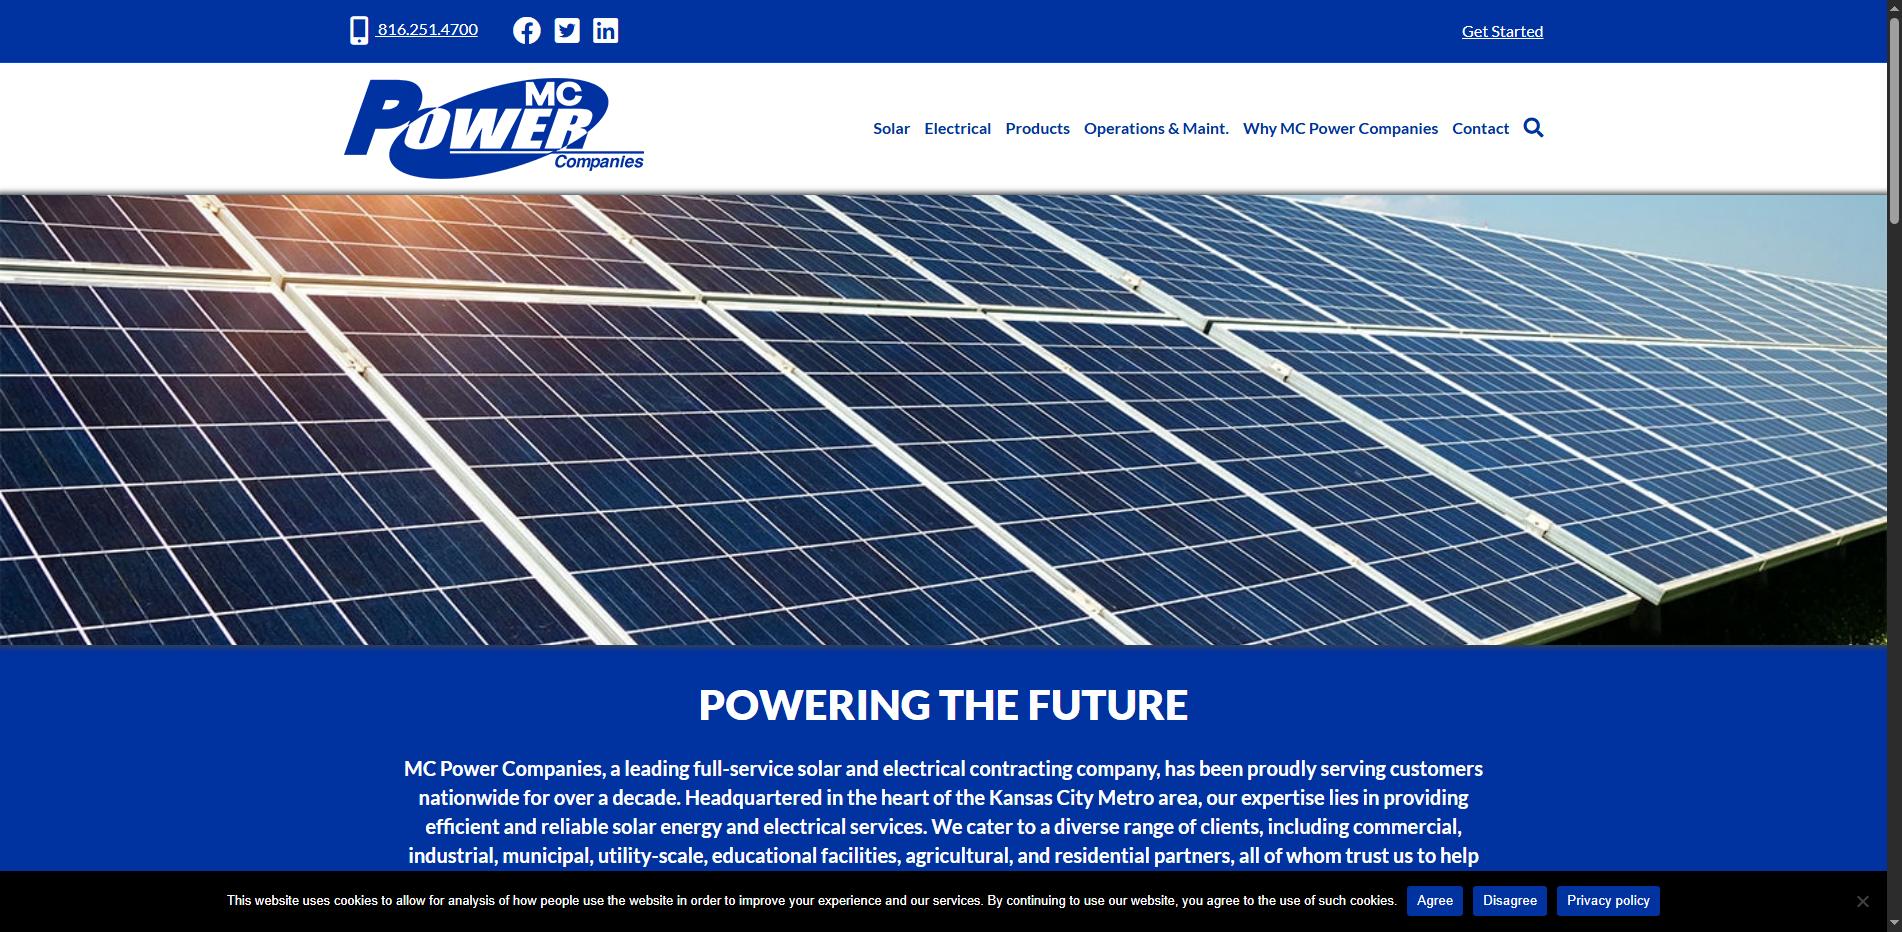 816.251.4700
Get Started
MC
POWER
Companies
Solar Electrical Products Operations & Maint. Why MC Power Companies Contact
POWERING THE FUTURE
MC Power Companies, a leading full-service solar and electrical contracting company, has been proudly serving customers
nationwide for over a decade. Headquartered in the heart of the Kansas City Metro area, our expertise lies in providing
efficient and reliable solar energy and electrical services. We cater to a diverse range of clients, including commercial,
industrial, municipal, utility-scale, educational facilities, agricultural, and residential partners, all of whom trust us to help
This website uses cookies to allow for analysis of how people use the website in order to improve your experience and our services. By continuing to use our website, you agree to the use of such cookies. Agree Disagree Privacy policy